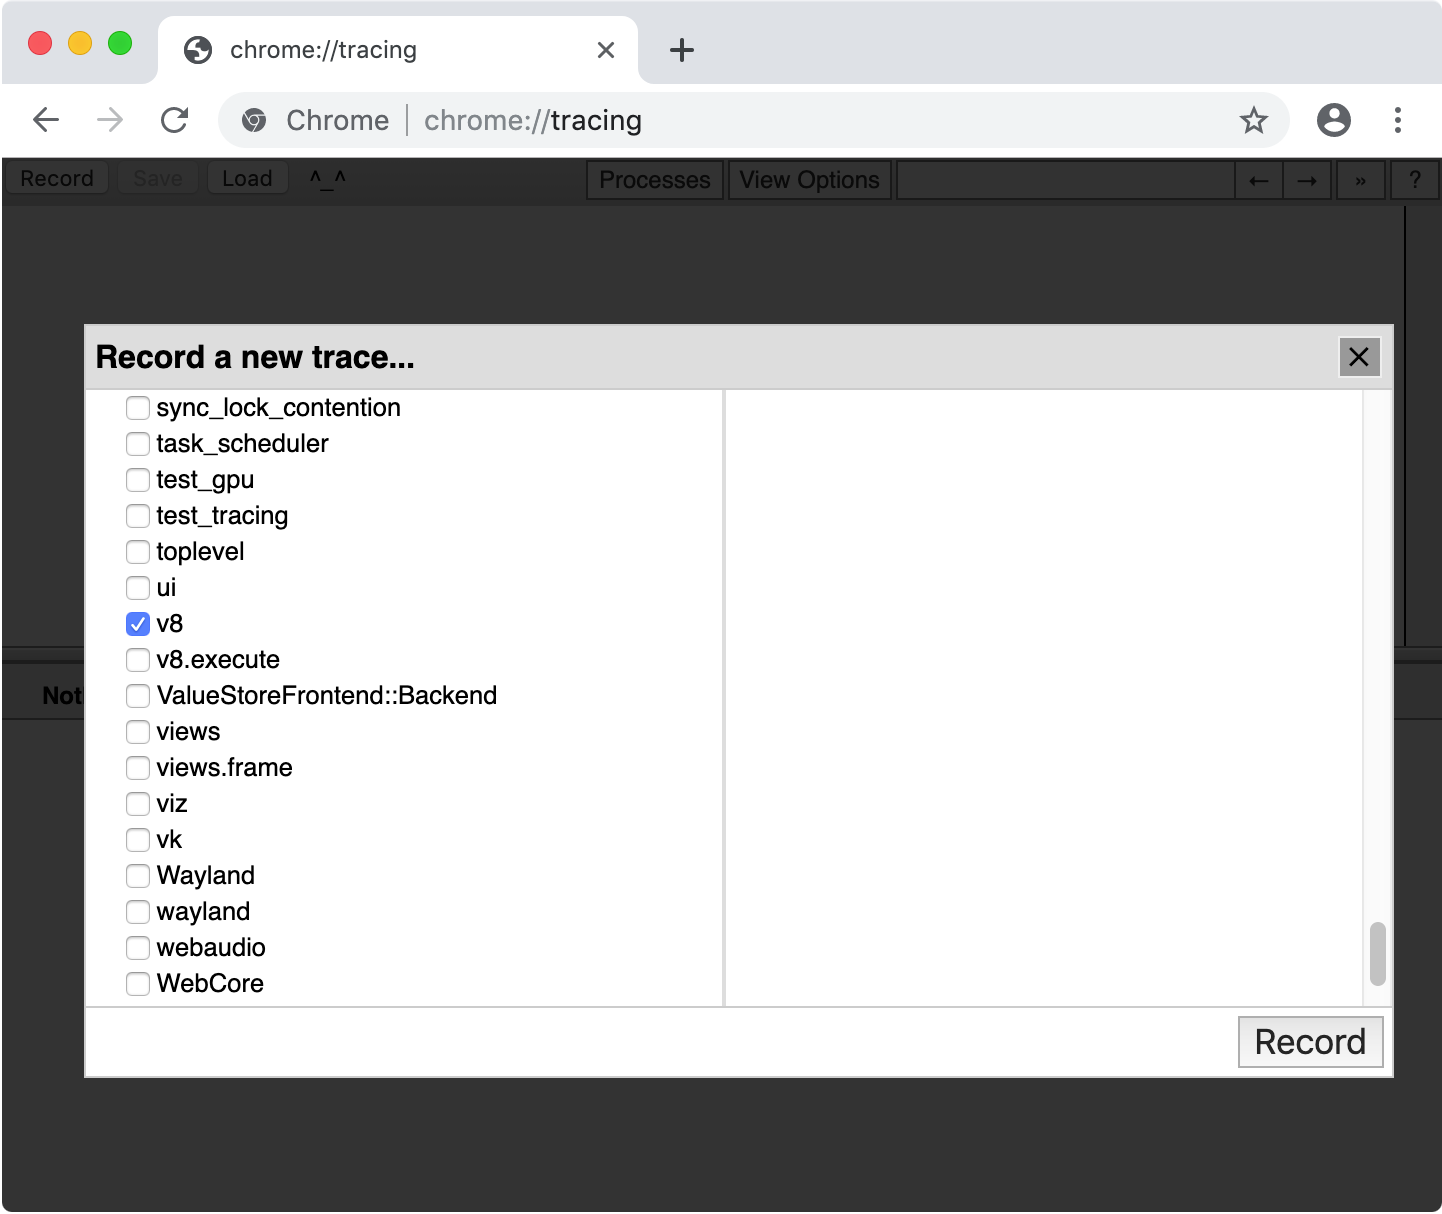 chrome://tracing
Chrome | chrome://tracing
Record Save Load ^_^ Processes View Options ← → » ?
Record a new trace...
sync_lock_contention
task_scheduler
test_gpu
test_tracing
toplevel
ui
v8
v8.execute
ValueStoreFrontend::Backend
views
views.frame
viz
vk
Wayland
wayland
webaudio
WebCore
Record